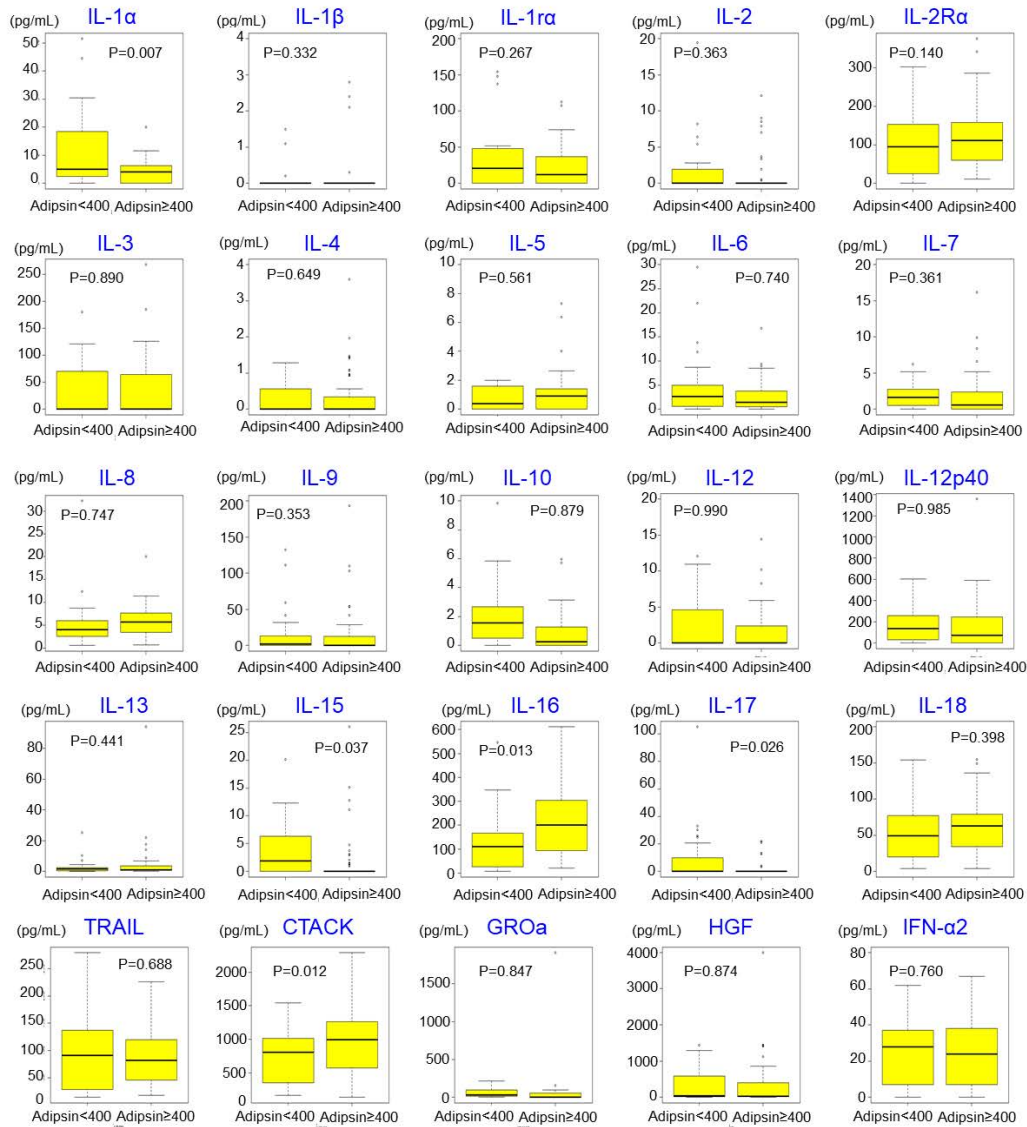 (pg/mL) IL-1α (pg/mL) IL-1β (pg/mL) IL-1rα (pg/mL) IL-2 (pg/mL) IL-2Rα
P=0.007 P=0.332 P=0.267 P=0.363 P=0.140
50 40 30 20 10 0
4 3 2 1 0
200 150 100 50 0
20 15 10 5 0
300 200 100 0
Adipsin<400 Adipsin≥400 Adipsin<400 Adipsin≥400 Adipsin<400 Adipsin≥400 Adipsin<400 Adipsin≥400 Adipsin<400 Adipsin≥400
(pg/mL) IL-3 (pg/mL) IL-4 (pg/mL) IL-5 (pg/mL) IL-6 (pg/mL) IL-7
P=0.890 P=0.649 P=0.561 P=0.740 P=0.361
250 200 150 100 50 0
4 3 2 1 0
10 8 6 4 2 0
30 25 20 15 10 5 0
20 15 10 5 0
Adipsin<400 Adipsin≥400 Adipsin<400 Adipsin≥400 Adipsin<400 Adipsin≥400 Adipsin<400 Adipsin≥400 Adipsin<400 Adipsin≥400
(pg/mL) IL-8 (pg/mL) IL-9 (pg/mL) IL-10 (pg/mL) IL-12 (pg/mL) IL-12p40
P=0.747 P=0.353 P=0.879 P=0.990 P=0.985
30 25 20 15 10 5 0
200 150 100 50 0
10 8 6 4 2 0
20 15 10 5 0
1400 1200 1000 800 600 400 200 0
Adipsin<400 Adipsin≥400 Adipsin<400 Adipsin≥400 Adipsin<400 Adipsin≥400 Adipsin<400 Adipsin≥400 Adipsin<400 Adipsin≥400
(pg/mL) IL-13 (pg/mL) IL-15 (pg/mL) IL-16 (pg/mL) IL-17 (pg/mL) IL-18
P=0.441 P=0.037 P=0.013 P=0.026 P=0.398
80 60 40 20 0
25 20 15 10 5 0
600 500 400 300 200 100 0
100 80 60 40 20 0
200 150 100 50 0
Adipsin<400 Adipsin≥400 Adipsin<400 Adipsin≥400 Adipsin<400 Adipsin≥400 Adipsin<400 Adipsin≥400 Adipsin<400 Adipsin≥400
(pg/mL) TRAIL (pg/mL) CTACK (pg/mL) GROa (pg/mL) HGF (pg/mL) IFN-α2
P=0.688 P=0.012 P=0.847 P=0.874 P=0.760
250 200 150 100 50 0
2000 1500 1000 500 0
1500 1000 500 0
4000 3000 2000 1000 0
80 60 40 20 0
Adipsin<400 Adipsin≥400 Adipsin<400 Adipsin≥400 Adipsin<400 Adipsin≥400 Adipsin<400 Adipsin≥400 Adipsin<400 Adipsin≥400